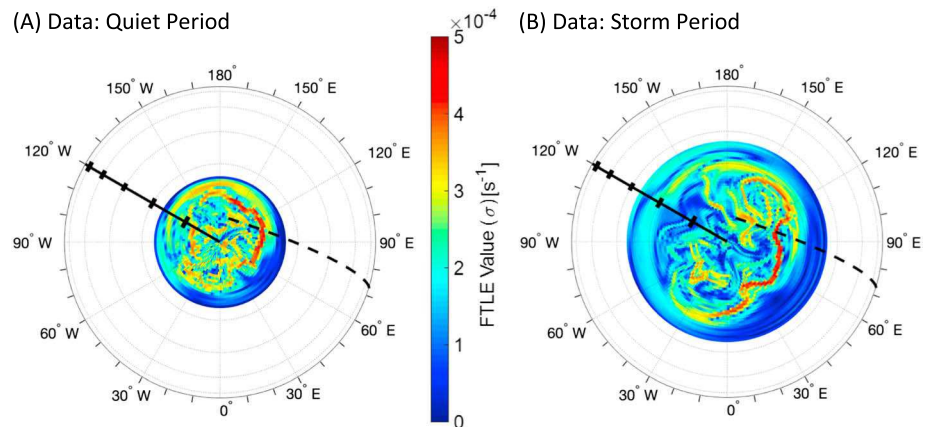 (A) Data: Quiet Period
(B) Data: Storm Period
×10⁻⁴
180°
150° W
150° E
120° W
120° E
90° W
90° E
60° W
60° E
30° W
30° E
0°
5
4
3
2
1
0
FTLE Value (σ)[s⁻¹]
180°
150° W
150° E
120° W
120° E
90° W
90° E
60° W
60° E
30° W
30° E
0°